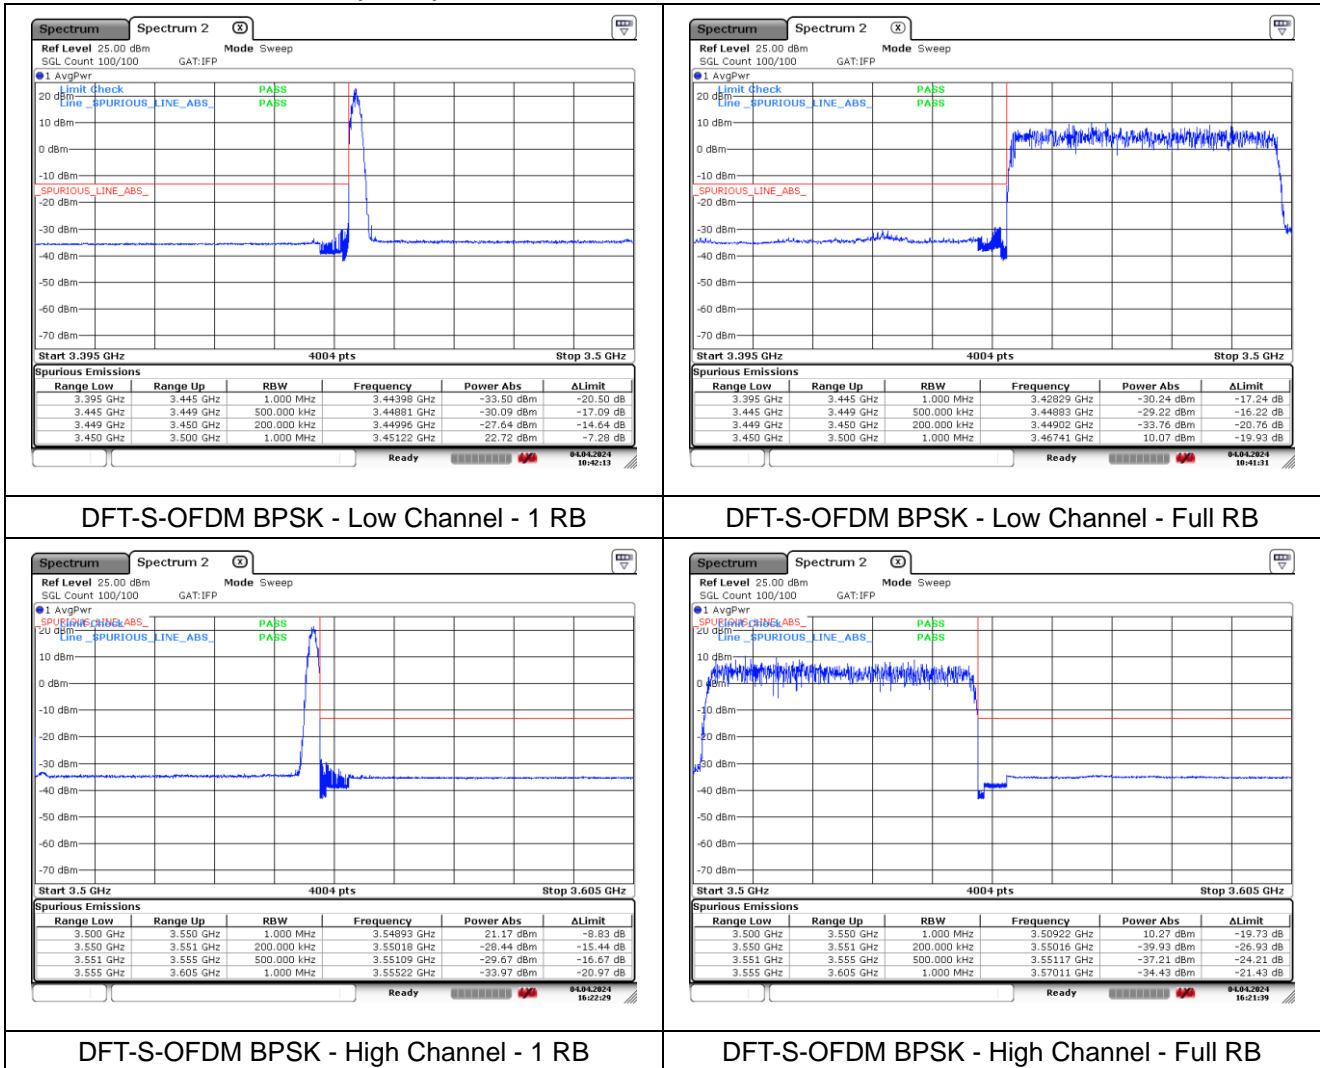 Spectrum Spectrum 2 X
Ref Level 25.00 dBm Mode Sweep
SGL Count 100/100 GAT:IFP
1 AvgPwr
Limit Check PASS
20 dBm
Line _SPURIOUS_LINE_ABS_ PASS
10 dBm
0 dBm
-10 dBm
_SPURIOUS_LINE_ABS_
-20 dBm
-30 dBm
-40 dBm
-50 dBm
-60 dBm
-70 dBm
Start 3.395 GHz 4004 pts Stop 3.5 GHz
Spurious Emissions
Range Low Range Up RBW Frequency Power Abs ΔLimit
3.395 GHz 3.445 GHz 1.000 MHz 3.44398 GHz -33.50 dBm -20.50 dB
3.445 GHz 3.449 GHz 500.000 kHz 3.44881 GHz -30.09 dBm -17.09 dB
3.449 GHz 3.450 GHz 200.000 kHz 3.44996 GHz -27.64 dBm -14.64 dB
3.450 GHz 3.500 GHz 1.000 MHz 3.45122 GHz 22.72 dBm -7.28 dB
Ready 04.04.2024
10:42:13
DFT-S-OFDM BPSK - Low Channel - 1 RB
Spectrum Spectrum 2 X
Ref Level 25.00 dBm Mode Sweep
SGL Count 100/100 GAT:IFP
1 AvgPwr
Limit Check PASS
20 dBm
Line _SPURIOUS_LINE_ABS_ PASS
10 dBm
0 dBm
-10 dBm
_SPURIOUS_LINE_ABS_
-20 dBm
-30 dBm
-40 dBm
-50 dBm
-60 dBm
-70 dBm
Start 3.395 GHz 4004 pts Stop 3.5 GHz
Spurious Emissions
Range Low Range Up RBW Frequency Power Abs ΔLimit
3.395 GHz 3.445 GHz 1.000 MHz 3.42829 GHz -30.24 dBm -17.24 dB
3.445 GHz 3.449 GHz 500.000 kHz 3.44883 GHz -29.22 dBm -16.22 dB
3.449 GHz 3.450 GHz 200.000 kHz 3.44902 GHz -33.76 dBm -20.76 dB
3.450 GHz 3.500 GHz 1.000 MHz 3.46741 GHz 10.07 dBm -19.93 dB
Ready 04.04.2024
10:41:31
DFT-S-OFDM BPSK - Low Channel - Full RB
Spectrum Spectrum 2 X
Ref Level 25.00 dBm Mode Sweep
SGL Count 100/100 GAT:IFP
1 AvgPwr
_SPURIOUS_LINE_ABS_
Limit Check PASS
20 dBm
Line _SPURIOUS_LINE_ABS_ PASS
10 dBm
0 dBm
-10 dBm
-20 dBm
-30 dBm
-40 dBm
-50 dBm
-60 dBm
-70 dBm
Start 3.5 GHz 4004 pts Stop 3.605 GHz
Spurious Emissions
Range Low Range Up RBW Frequency Power Abs ΔLimit
3.500 GHz 3.550 GHz 1.000 MHz 3.54893 GHz 21.17 dBm -8.83 dB
3.550 GHz 3.551 GHz 200.000 kHz 3.55018 GHz -28.44 dBm -15.44 dB
3.551 GHz 3.555 GHz 500.000 kHz 3.55109 GHz -29.67 dBm -16.67 dB
3.555 GHz 3.605 GHz 1.000 MHz 3.55522 GHz -33.97 dBm -20.97 dB
Ready 04.04.2024
16:22:29
DFT-S-OFDM BPSK - High Channel - 1 RB
Spectrum Spectrum 2 X
Ref Level 25.00 dBm Mode Sweep
SGL Count 100/100 GAT:IFP
1 AvgPwr
_SPURIOUS_LINE_ABS_
Limit Check PASS
20 dBm
Line _SPURIOUS_LINE_ABS_ PASS
10 dBm
0 dBm
-10 dBm
-20 dBm
-30 dBm
-40 dBm
-50 dBm
-60 dBm
-70 dBm
Start 3.5 GHz 4004 pts Stop 3.605 GHz
Spurious Emissions
Range Low Range Up RBW Frequency Power Abs ΔLimit
3.500 GHz 3.550 GHz 1.000 MHz 3.50922 GHz 10.27 dBm -19.73 dB
3.550 GHz 3.551 GHz 200.000 kHz 3.55016 GHz -39.93 dBm -26.93 dB
3.551 GHz 3.555 GHz 500.000 kHz 3.55117 GHz -37.21 dBm -24.21 dB
3.555 GHz 3.605 GHz 1.000 MHz 3.57011 GHz -34.43 dBm -21.43 dB
Ready 04.04.2024
16:21:39
DFT-S-OFDM BPSK - High Channel - Full RB